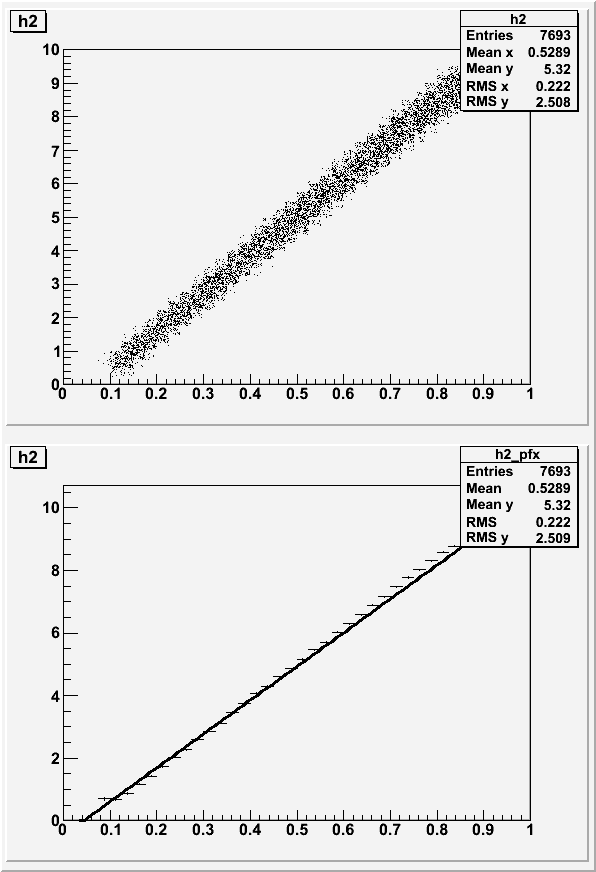 h2
h2
Entries 7693
Mean x 0.5289
Mean y 5.32
RMS x 0.222
RMS y 2.508
10
9
8
7
6
5
4
3
2
1
0
0 0.1 0.2 0.3 0.4 0.5 0.6 0.7 0.8 0.9 1
h2
h2_pfx
Entries 7693
Mean 0.5289
Mean y 5.32
RMS 0.222
RMS y 2.509
10
8
6
4
2
0
0 0.1 0.2 0.3 0.4 0.5 0.6 0.7 0.8 0.9 1